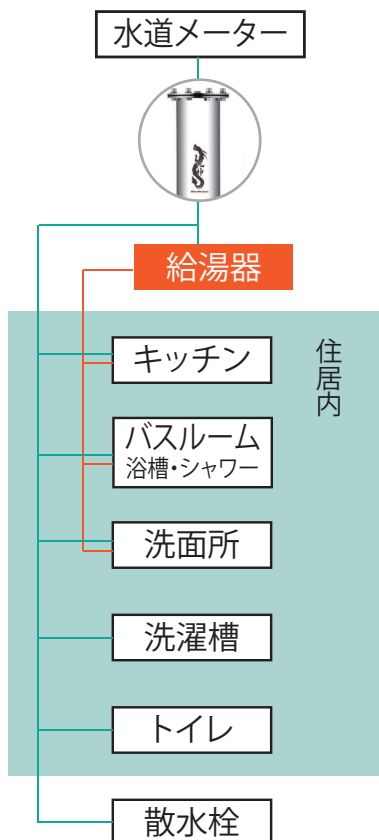 水道メーター
給湯器
住居内
キッチン
バスルーム
浴槽・シャワー
洗面所
洗濯槽
トイレ
散水栓